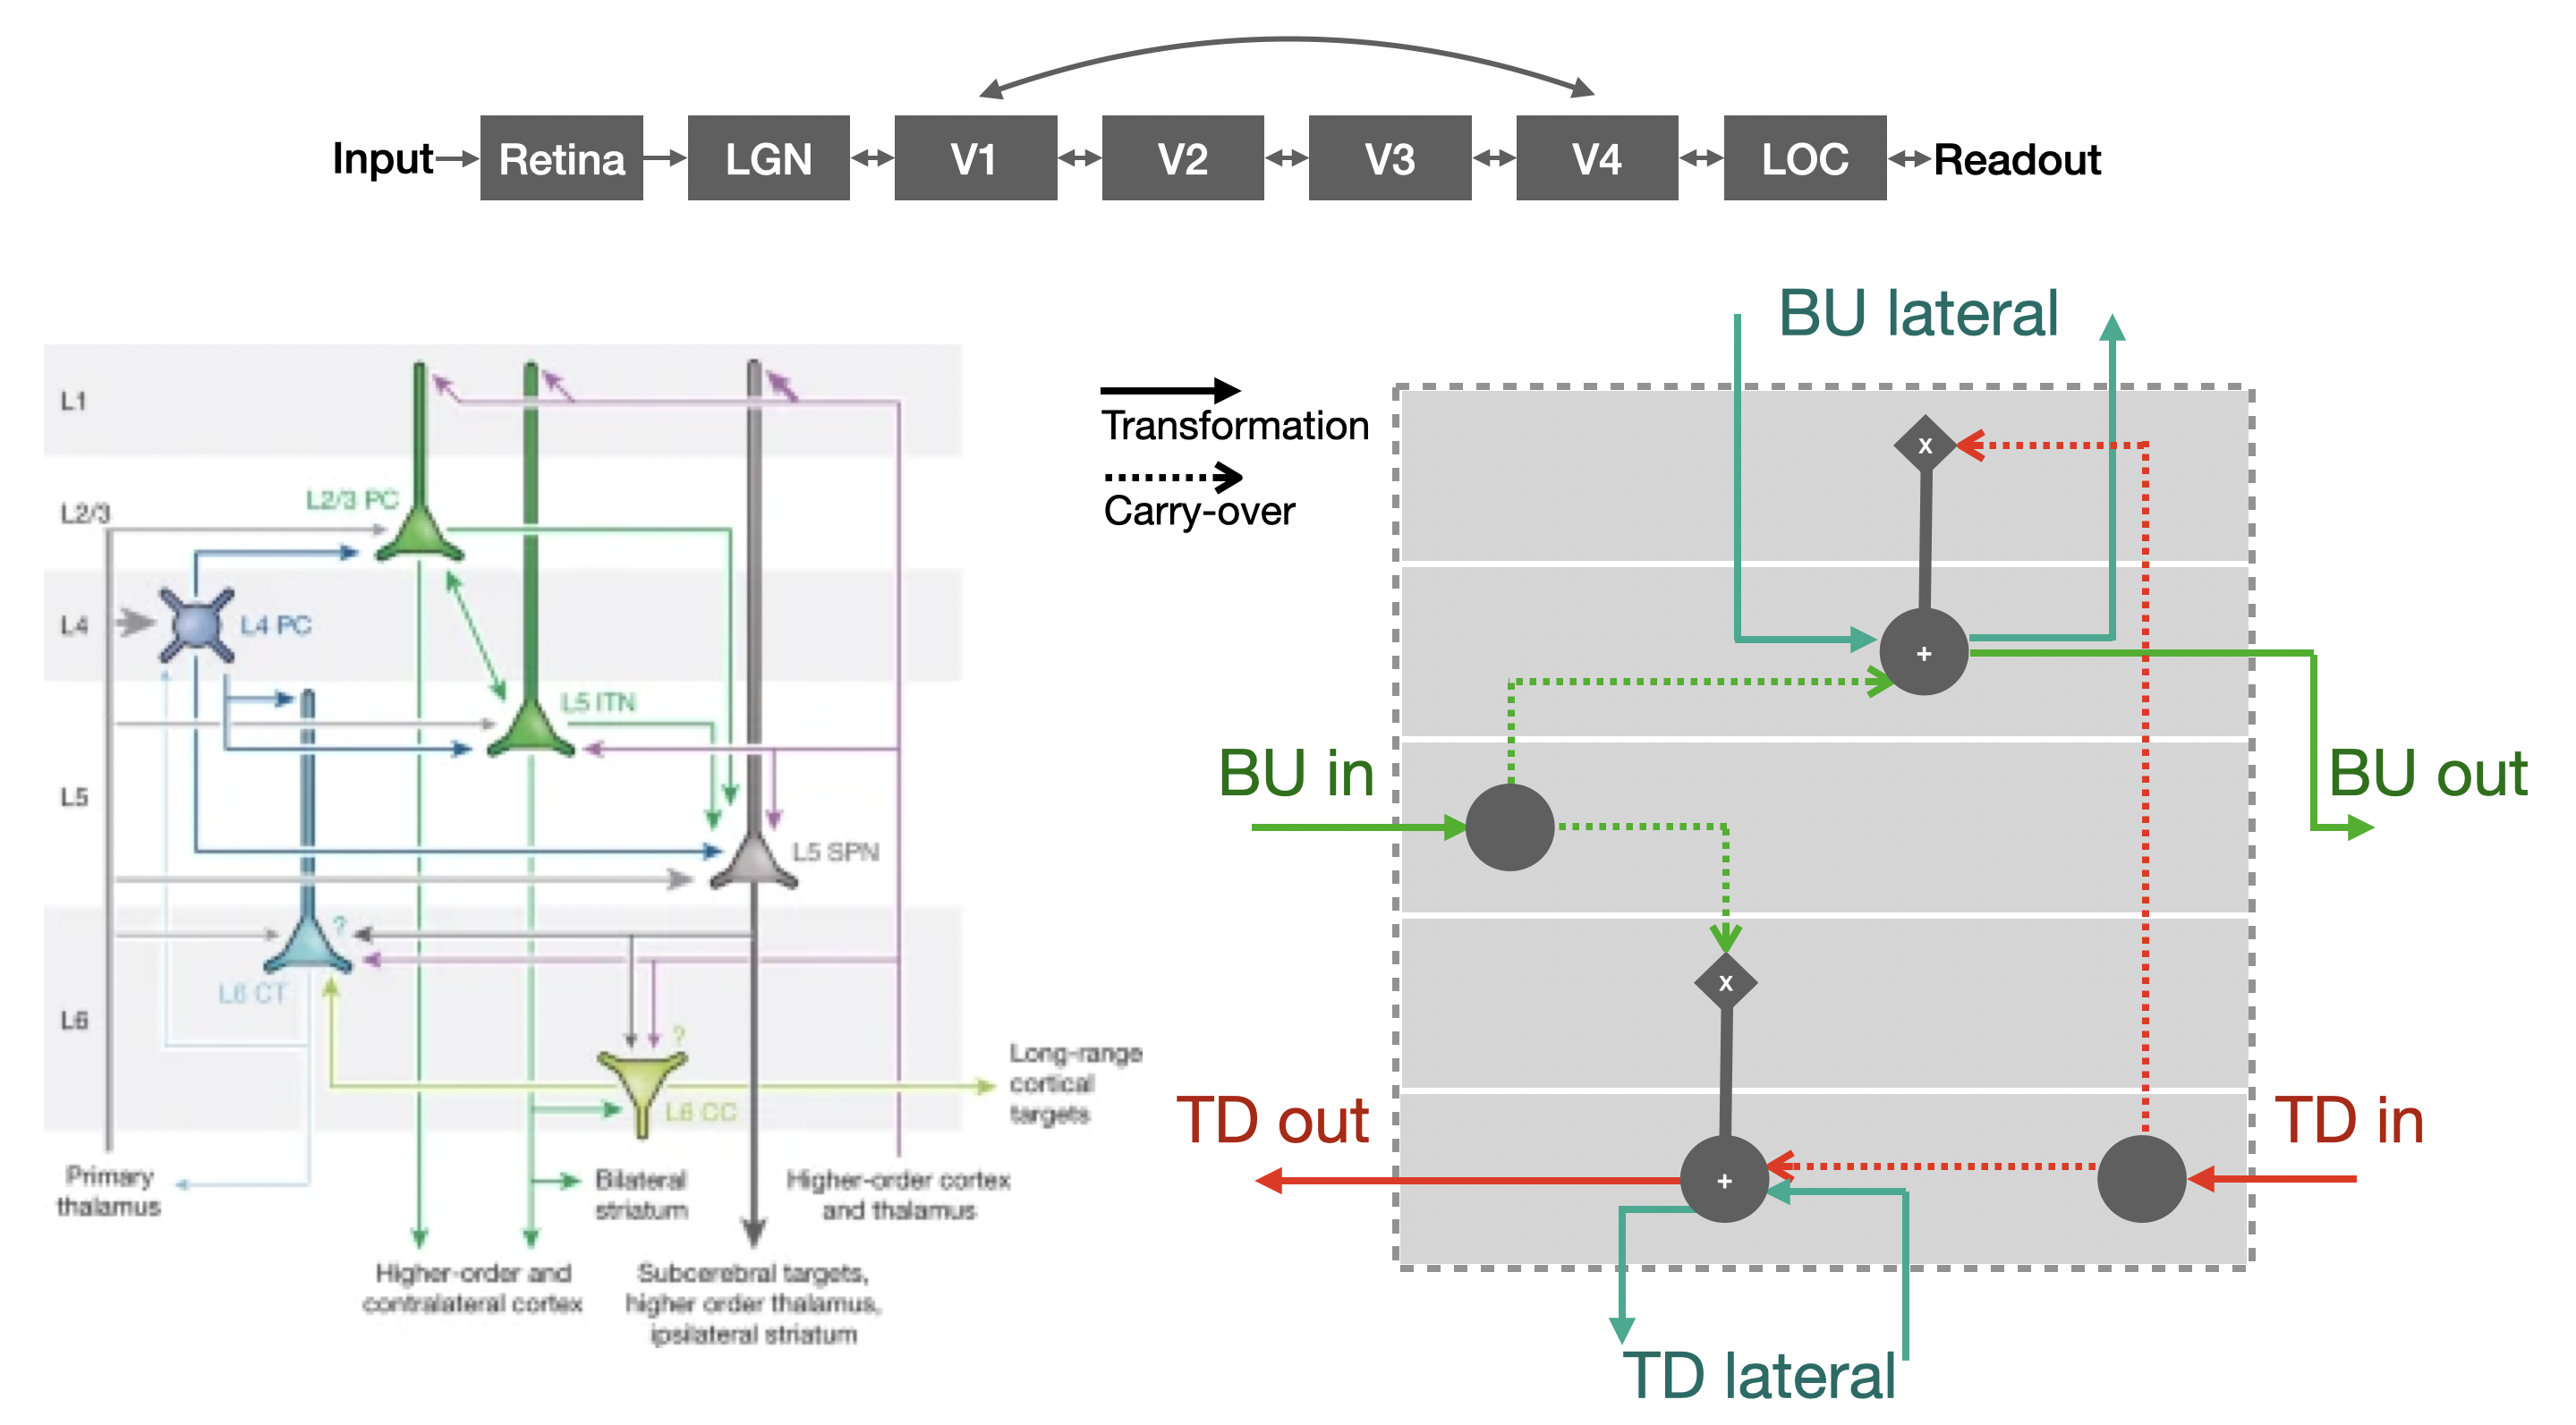 Input Retina LGN V1 V2 V3 V4 LOC Readout
L1
L2/3 PC
L2/3
L4
L4 PC
L5 ITN
L5
L5 SPN
?
L6 CT
L6
?
L6 CC
Long-range
cortical
targets
Primary
thalamus
Bilateral
striatum
Higher-order cortex
and thalamus
Higher-order and
contralateral cortex
Subcerebral targets,
higher order thalamus,
ipsilateral striatum
Transformation
Carry-over
BU lateral
x
+
BU in
BU out
x
TD out
TD in
+
TD lateral